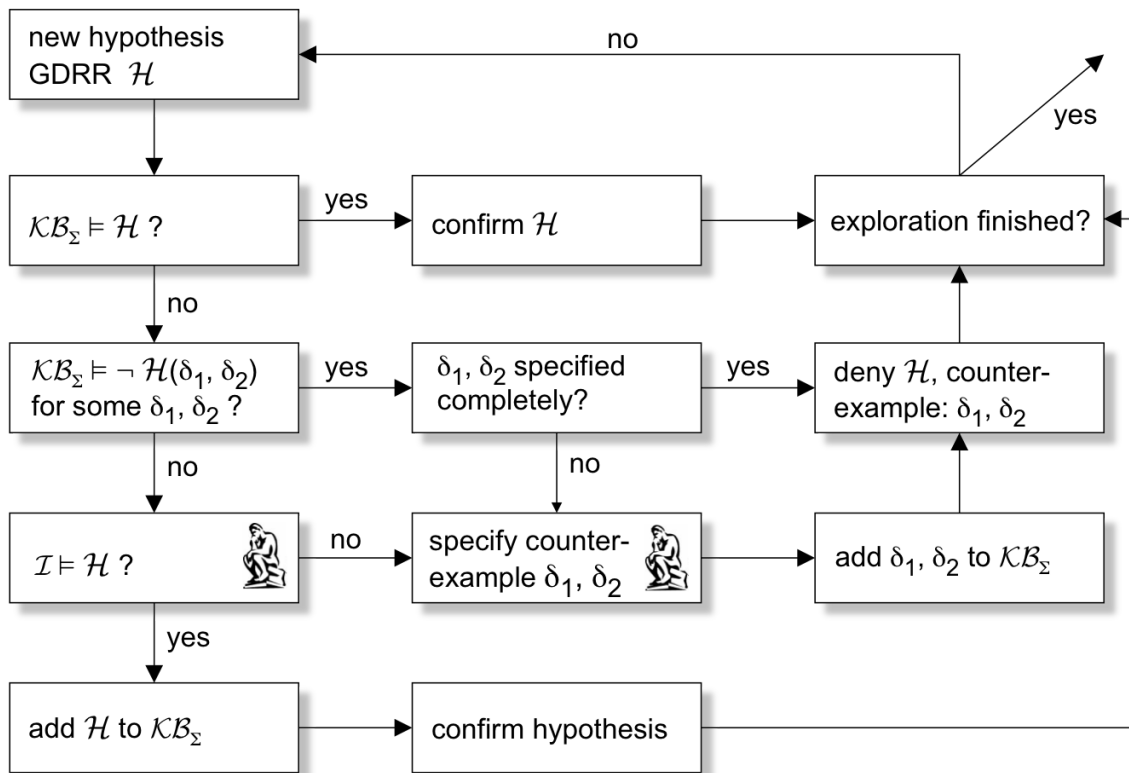 new hypothesis
GDRR ℋ
no
yes
𝒦ℬ_Σ ⊨ ℋ ?
yes
confirm ℋ
exploration finished?
no
𝒦ℬ_Σ ⊨ ¬ ℋ(δ₁, δ₂)
for some δ₁, δ₂ ?
yes
δ₁, δ₂ specified
completely?
yes
deny ℋ, counter-
example: δ₁, δ₂
no
no
ℐ ⊨ ℋ ?
no
specify counter-
example δ₁, δ₂
add δ₁, δ₂ to 𝒦ℬ_Σ
yes
add ℋ to 𝒦ℬ_Σ
confirm hypothesis